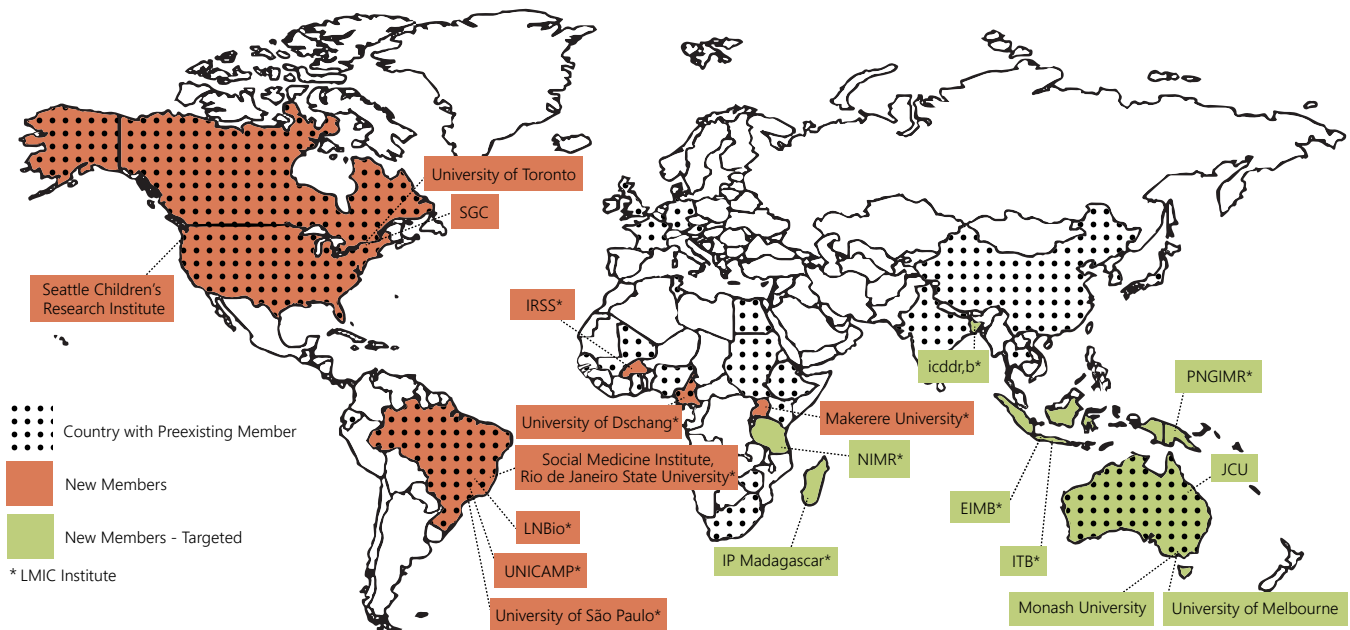 University of Toronto
SGC
Seattle Children's
Research Institute
IRSS*
icddr,b*
PNGIMR*
Country with Preexisting Member
University of Dschang*
Makerere University*
Social Medicine Institute,
Rio de Janeiro State University*
NIMR*
JCU
New Members
EIMB*
LNBio*
New Members - Targeted
IP Madagascar*
ITB*
* LMIC Institute
UNICAMP*
University of São Paulo*
Monash University
University of Melbourne